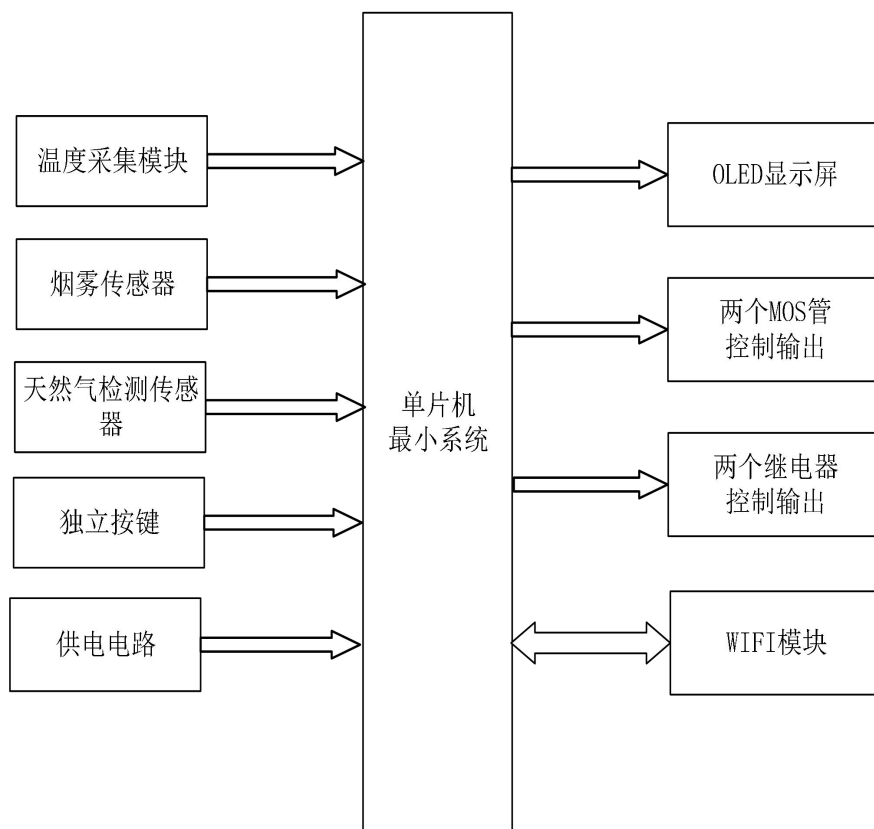 温度采集模块
烟雾传感器
天然气检测传感
器
独立按键
供电电路
单片机
最小系统
OLED显示屏
两个MOS管
控制输出
两个继电器
控制输出
WIFI模块